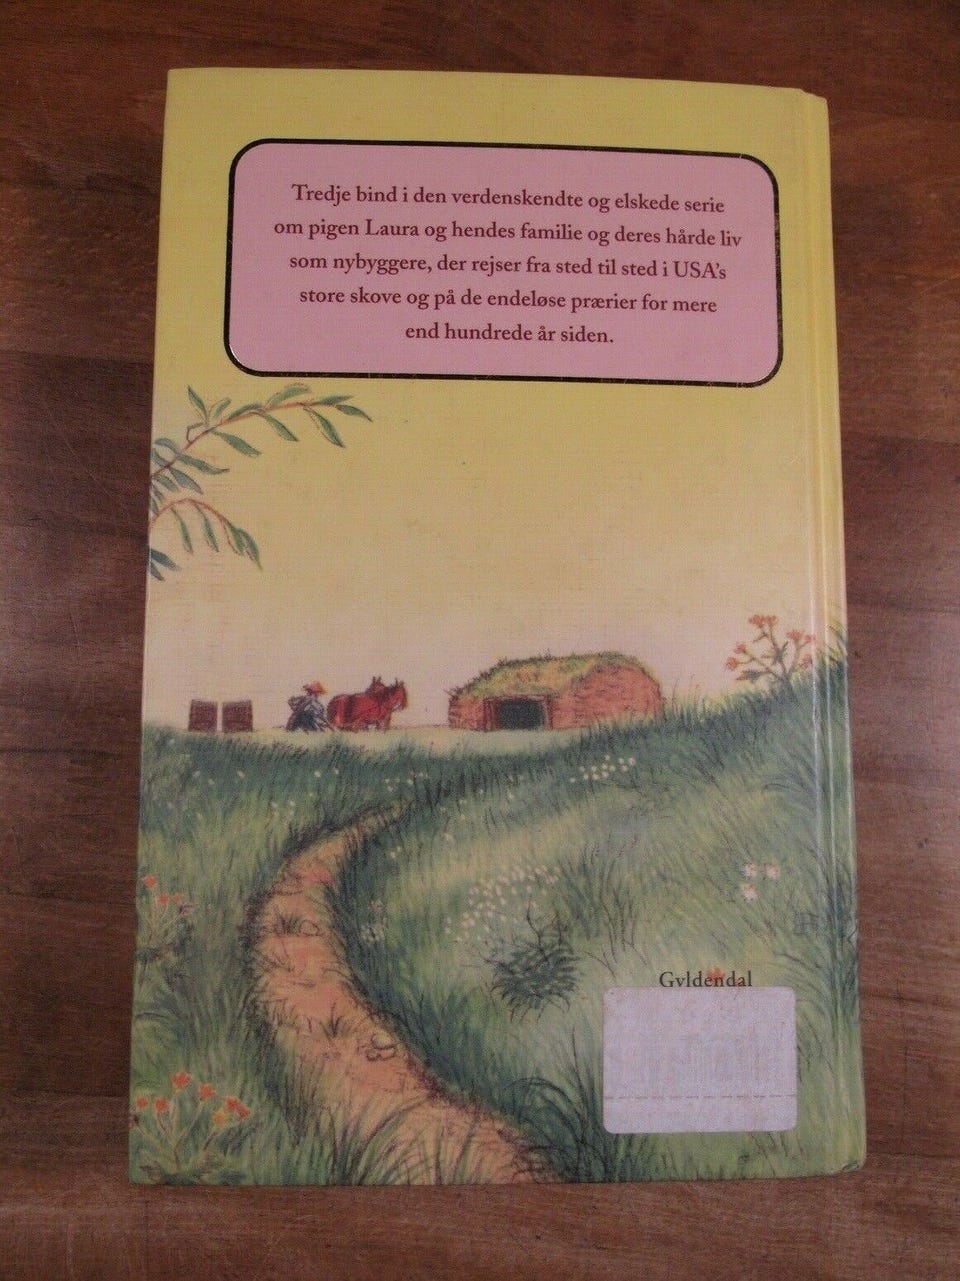 Tredje bind i den verdenskendte og elskede serie
om pigen Laura og hendes familie og deres hårde liv
som nybyggere, der rejser fra sted til sted i USA's
store skove og på de endeløse prærier for mere
end hundrede år siden.
Gyldendal